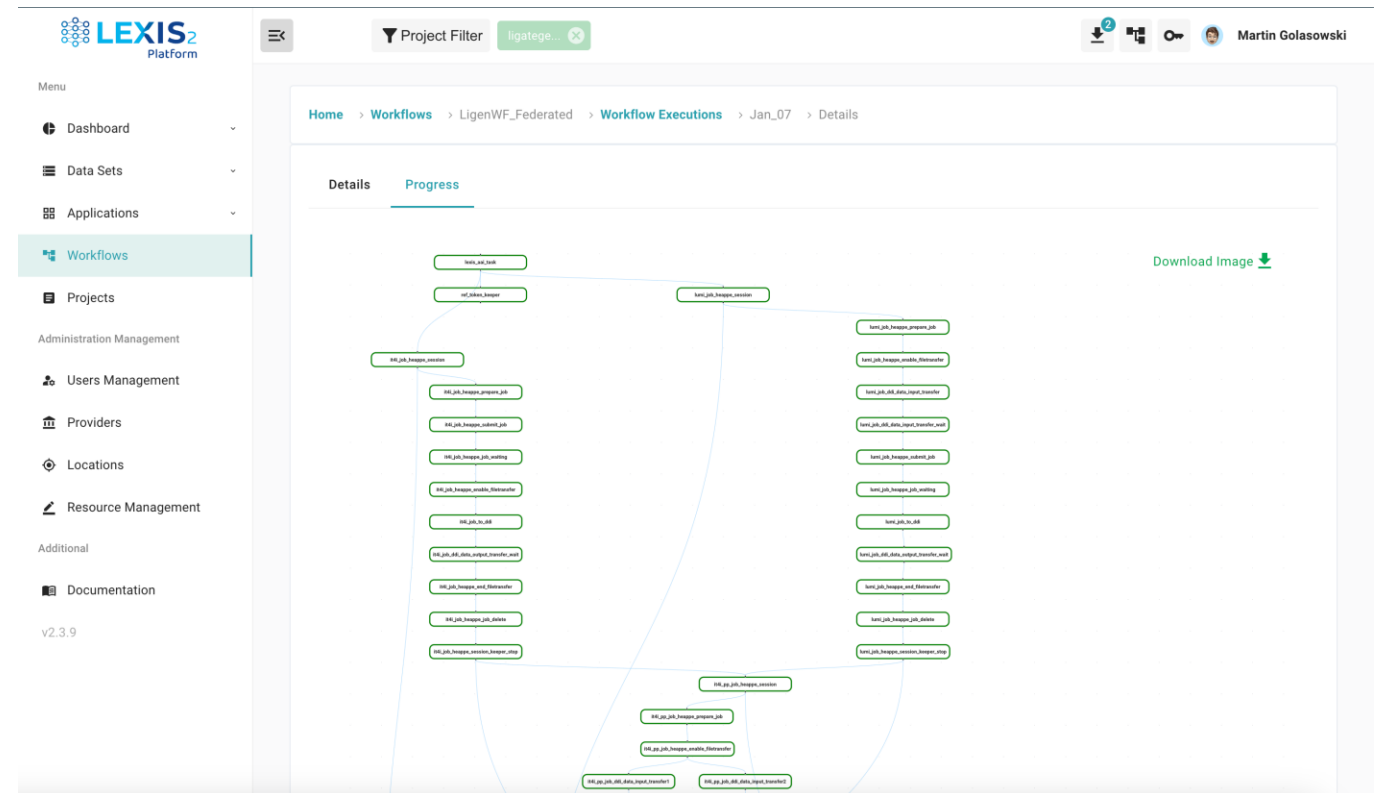 LEXIS2
Platform
Project Filter
ligatege...
2
Martin Golasowski
Menu
Dashboard
Data Sets
Applications
Workflows
Projects
Administration Management
Users Management
Providers
Locations
Resource Management
Additional
Documentation
v2.3.9
Home > Workflows > LigenWF_Federated > Workflow Executions > Jan_07 > Details
Details Progress
Download Image
lexis_aai_task
ref_token_keeper
lumi_job_heappe_session
lumi_job_heappe_prepare_job
it4i_job_heappe_session
lumi_job_heappe_enable_filetransfer
it4i_job_heappe_prepare_job
lumi_job_ddi_data_input_transfer
it4i_job_heappe_submit_job
lumi_job_ddi_data_input_transfer_wait
it4i_job_heappe_job_waiting
lumi_job_heappe_submit_job
it4i_job_heappe_enable_filetransfer
lumi_job_heappe_job_waiting
it4i_job_to_ddi
lumi_job_to_ddi
it4i_job_ddi_data_output_transfer_wait
lumi_job_ddi_data_output_transfer_wait
it4i_job_heappe_end_filetransfer
lumi_job_heappe_end_filetransfer
it4i_job_heappe_job_delete
lumi_job_heappe_job_delete
it4i_job_heappe_session_keeper_stop
lumi_job_heappe_session_keeper_stop
it4i_pp_job_heappe_session
it4i_pp_job_heappe_prepare_job
it4i_pp_job_heappe_enable_filetransfer
it4i_pp_job_ddi_data_input_transfer1
it4i_pp_job_ddi_data_input_transfer2